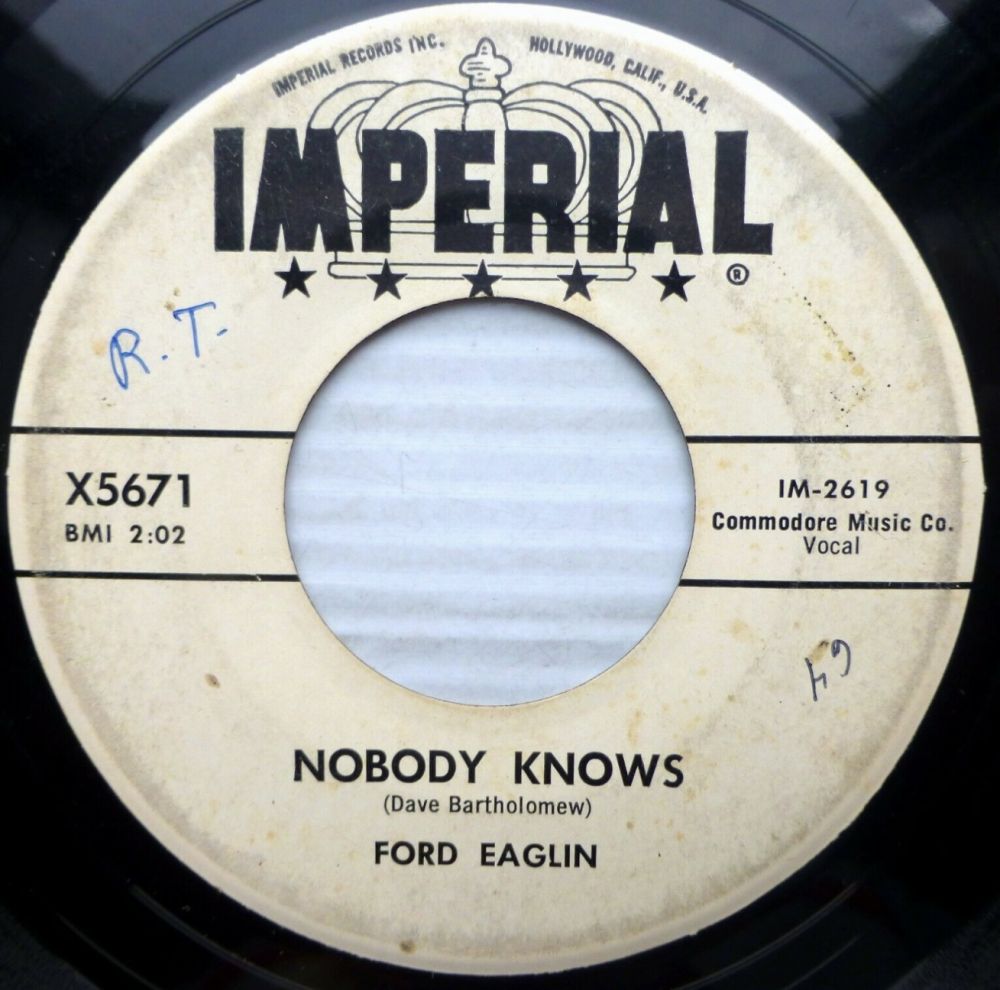 IMPERIAL RECORDS INC. HOLLYWOOD, CALIF., U.S.A.
IMPERIAL
®
R. T.
X5671
BMI 2:02
IM-2619
Commodore Music Co.
Vocal
NOBODY KNOWS
(Dave Bartholomew)
FORD EAGLIN